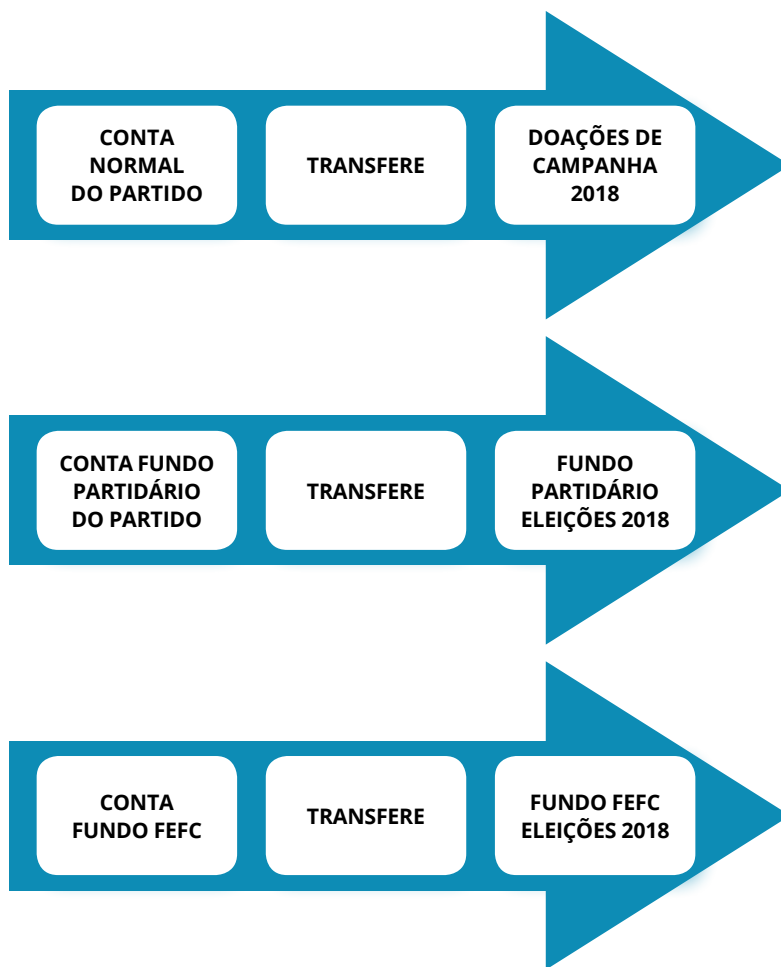 CONTA
NORMAL
DO PARTIDO
TRANSFERE
DOAÇÕES DE
CAMPANHA
2018
CONTA FUNDO
PARTIDÁRIO
DO PARTIDO
TRANSFERE
FUNDO
PARTIDÁRIO
ELEIÇÕES 2018
CONTA
FUNDO FEFC
TRANSFERE
FUNDO FEFC
ELEIÇÕES 2018